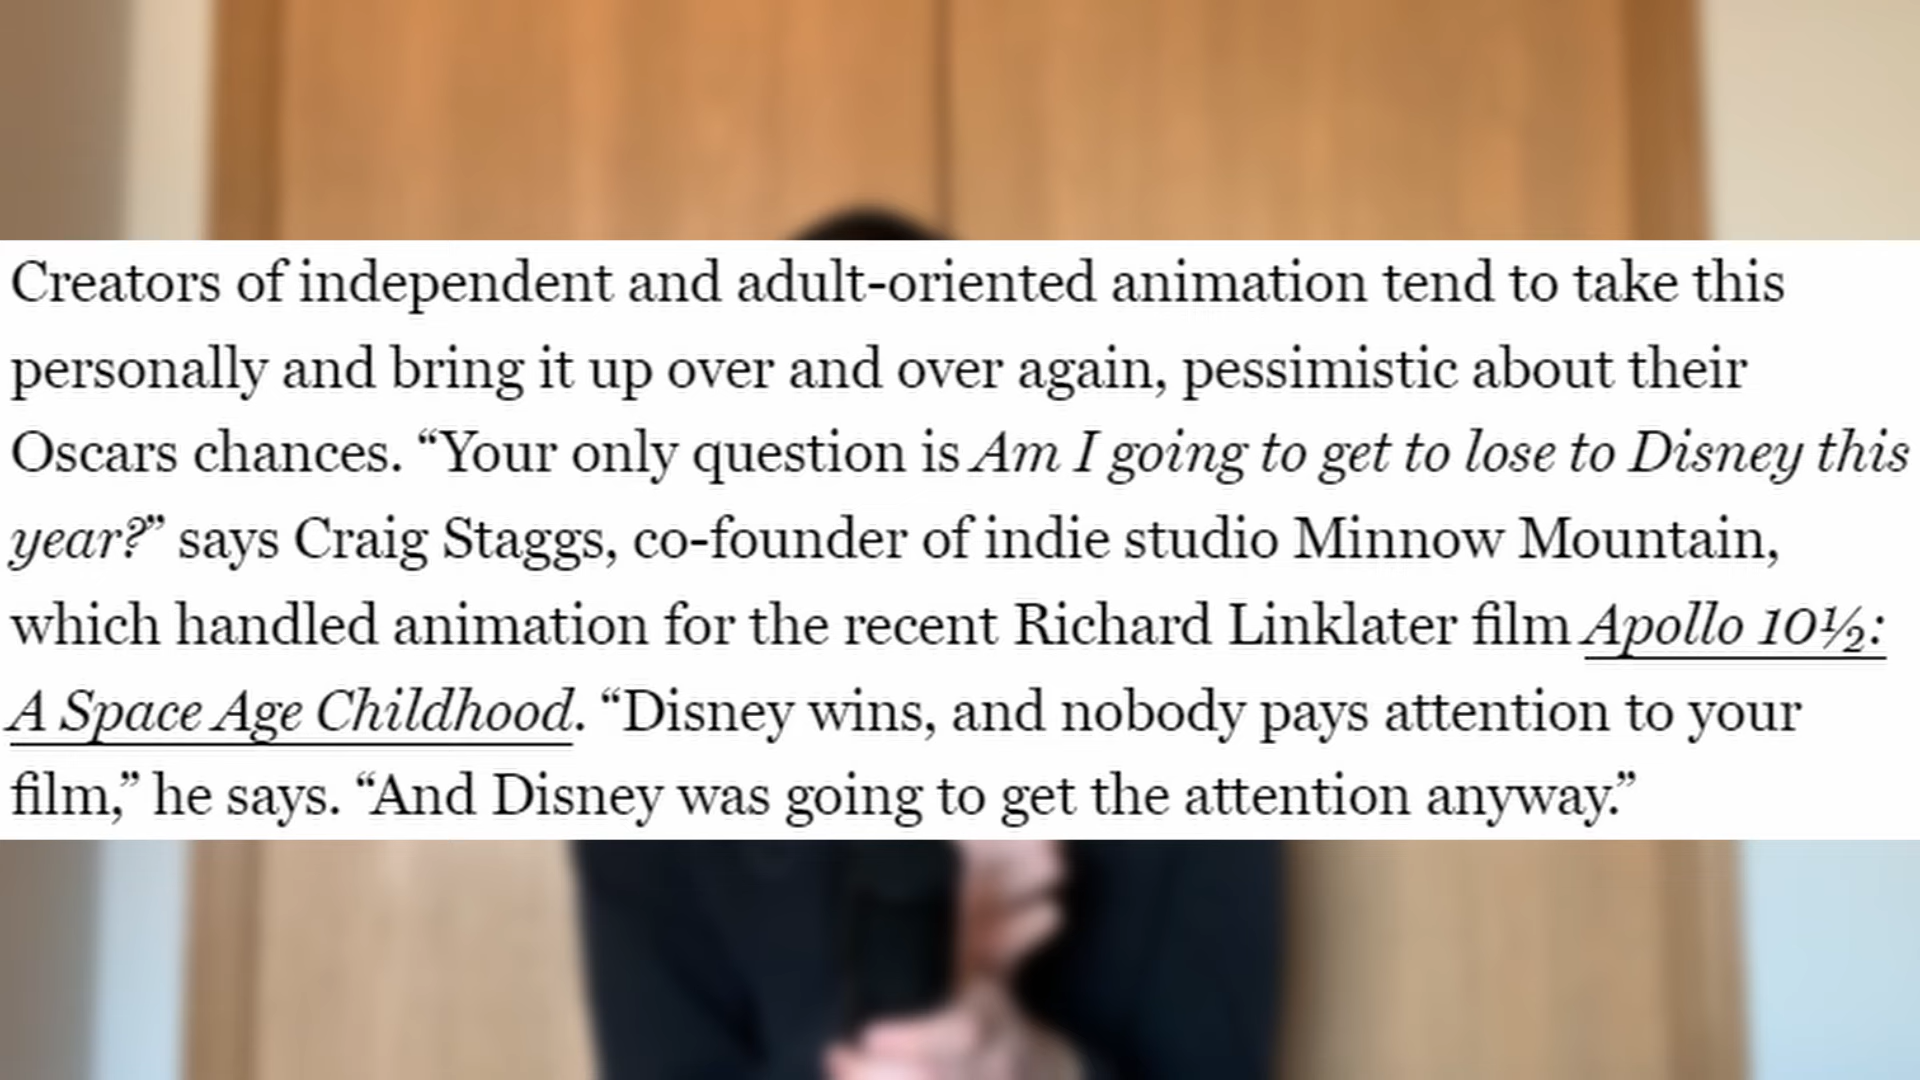 Creators of independent and adult-oriented animation tend to take this
personally and bring it up over and over again, pessimistic about their
Oscars chances. “Your only question is Am I going to get to lose to Disney this
year?” says Craig Staggs, co-founder of indie studio Minnow Mountain,
which handled animation for the recent Richard Linklater film Apollo 10½:
A Space Age Childhood. “Disney wins, and nobody pays attention to your
film,” he says. “And Disney was going to get the attention anyway.”